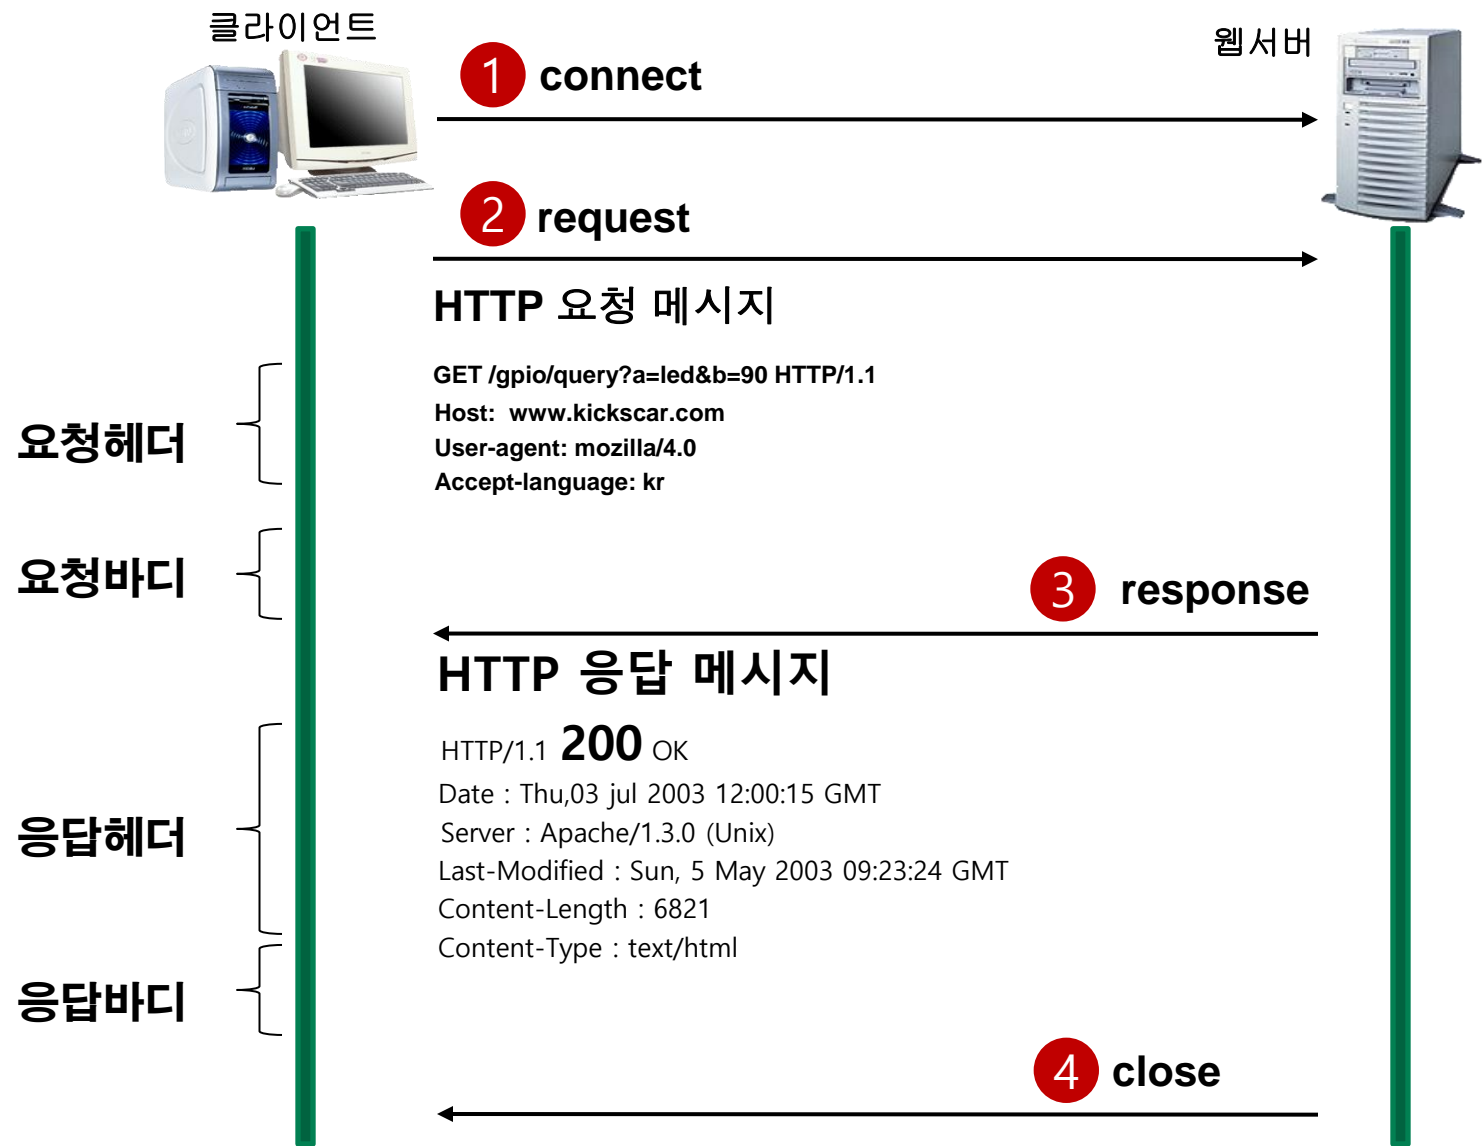 클라이언트
웹서버
1 connect
2 request
HTTP 요청 메시지
GET /gpio/query?a=led&b=90 HTTP/1.1
Host:  www.kickscar.com
User-agent: mozilla/4.0
Accept-language: kr
요청헤더
요청바디
3 response
HTTP 응답 메시지
HTTP/1.1 200 OK
Date : Thu,03 jul 2003 12:00:15 GMT
Server : Apache/1.3.0 (Unix)
Last-Modified : Sun, 5 May 2003 09:23:24 GMT
Content-Length : 6821
Content-Type : text/html
응답헤더
응답바디
4 close